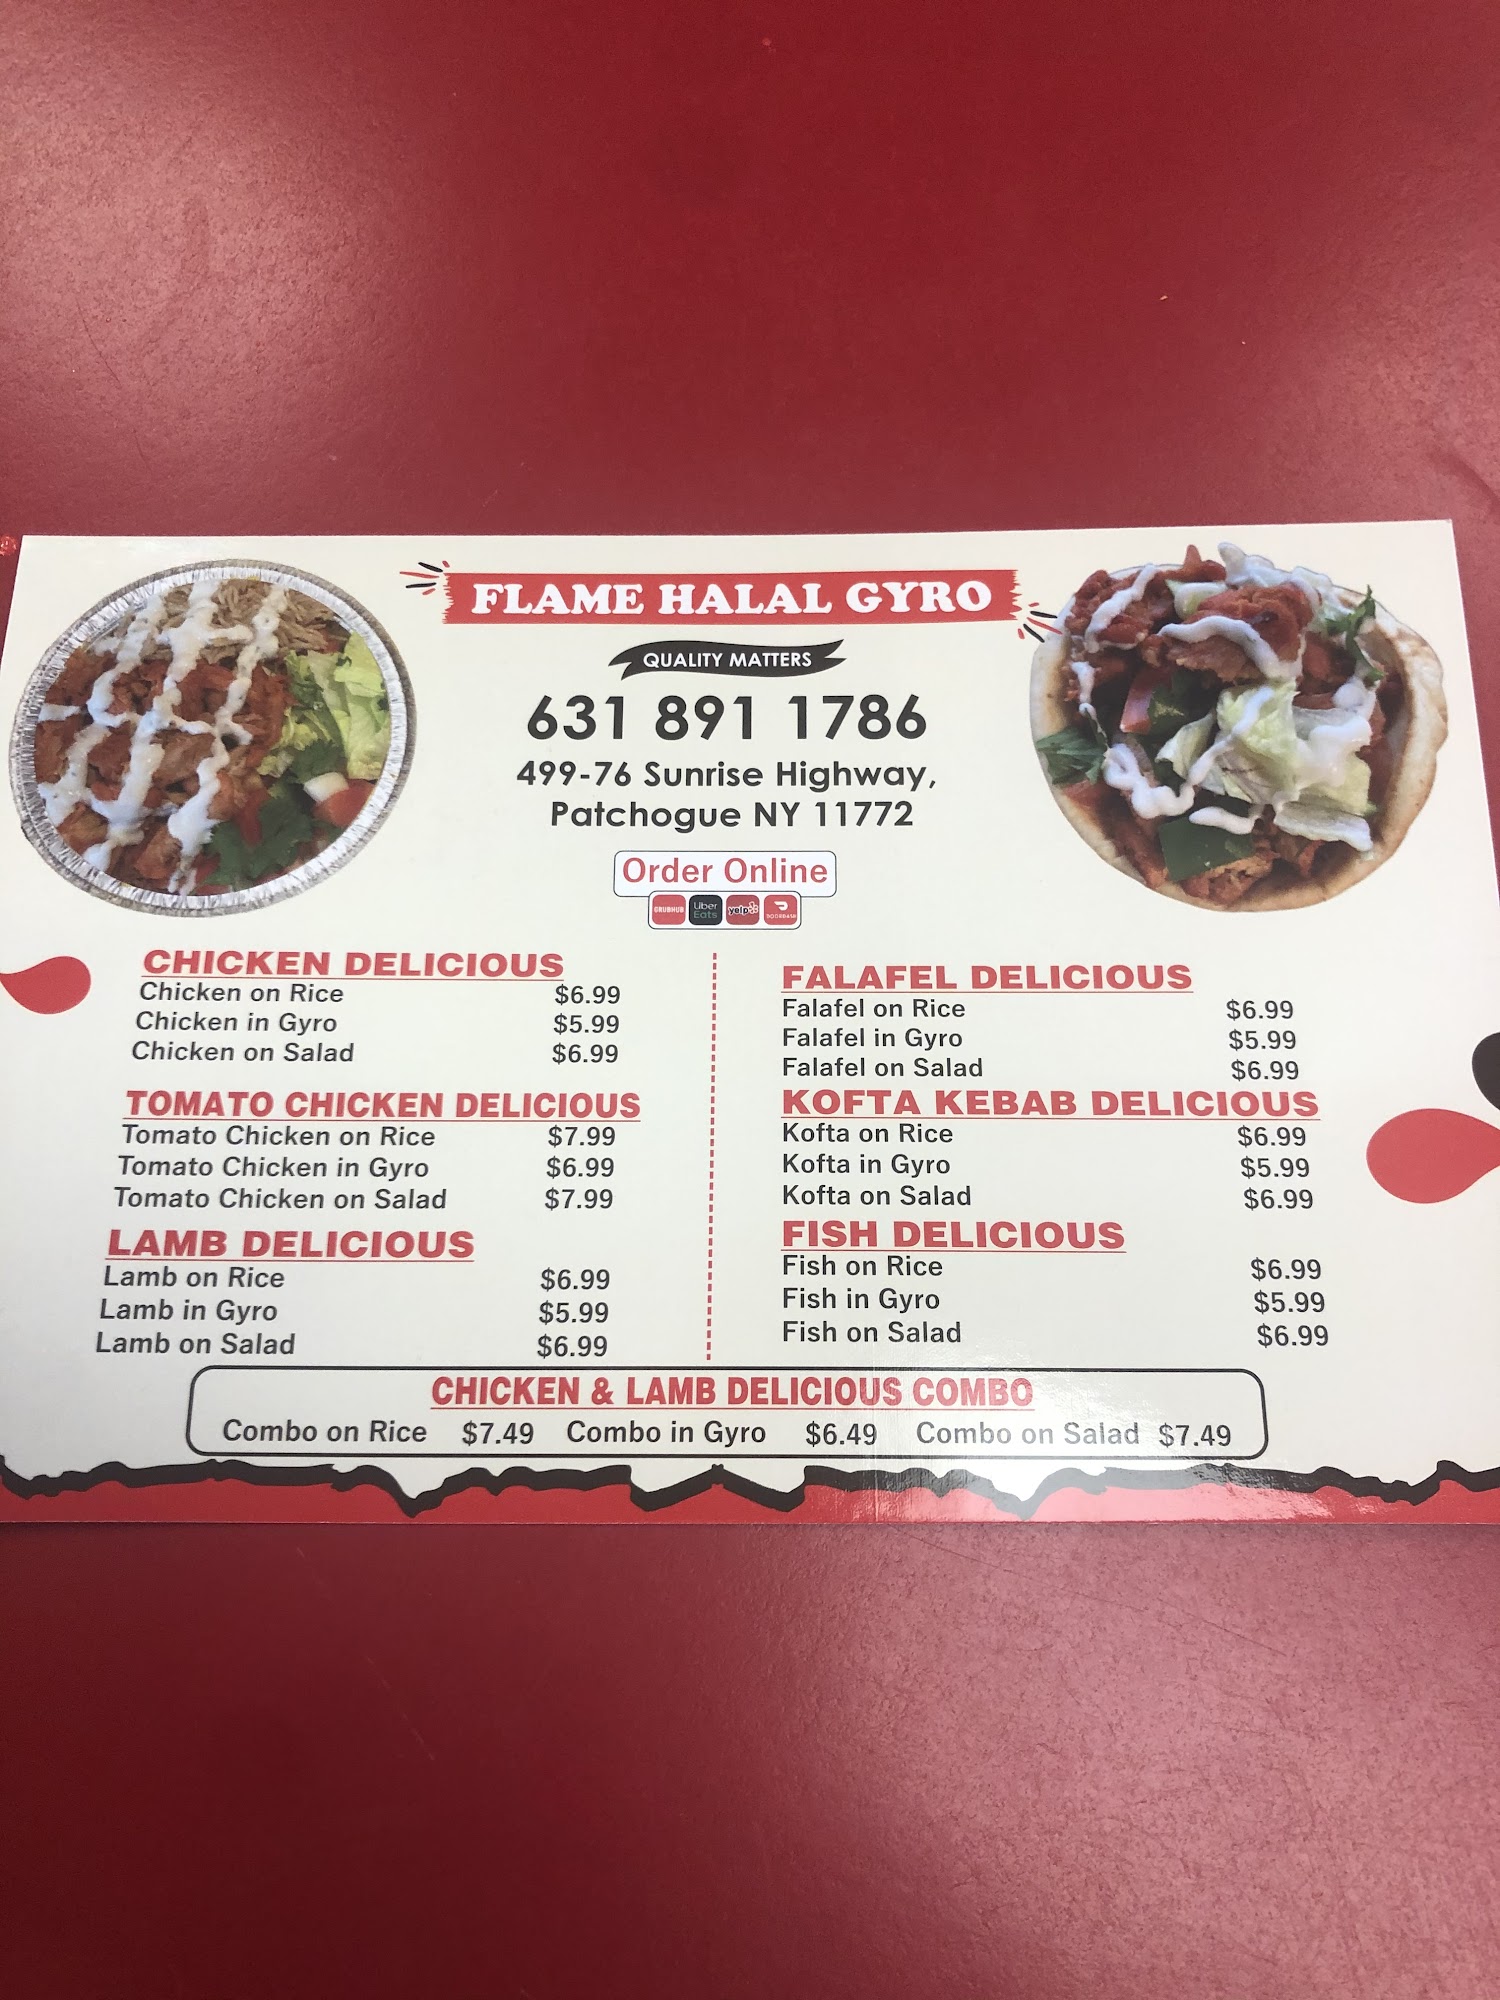 FLAME HALAL GYRO
QUALITY MATTERS
631 891 1786
499-76 Sunrise Highway,
Patchogue NY 11772
Order Online
GRUBHUB Uber Eats yelp DOORDASH
CHICKEN DELICIOUS
Chicken on Rice $6.99
Chicken in Gyro $5.99
Chicken on Salad $6.99
TOMATO CHICKEN DELICIOUS
Tomato Chicken on Rice $7.99
Tomato Chicken in Gyro $6.99
Tomato Chicken on Salad $7.99
LAMB DELICIOUS
Lamb on Rice $6.99
Lamb in Gyro $5.99
Lamb on Salad $6.99
FALAFEL DELICIOUS
Falafel on Rice $6.99
Falafel in Gyro $5.99
Falafel on Salad $6.99
KOFTA KEBAB DELICIOUS
Kofta on Rice $6.99
Kofta in Gyro $5.99
Kofta on Salad $6.99
FISH DELICIOUS
Fish on Rice $6.99
Fish in Gyro $5.99
Fish on Salad $6.99
CHICKEN & LAMB DELICIOUS COMBO
Combo on Rice $7.49 Combo in Gyro $6.49 Combo on Salad $7.49